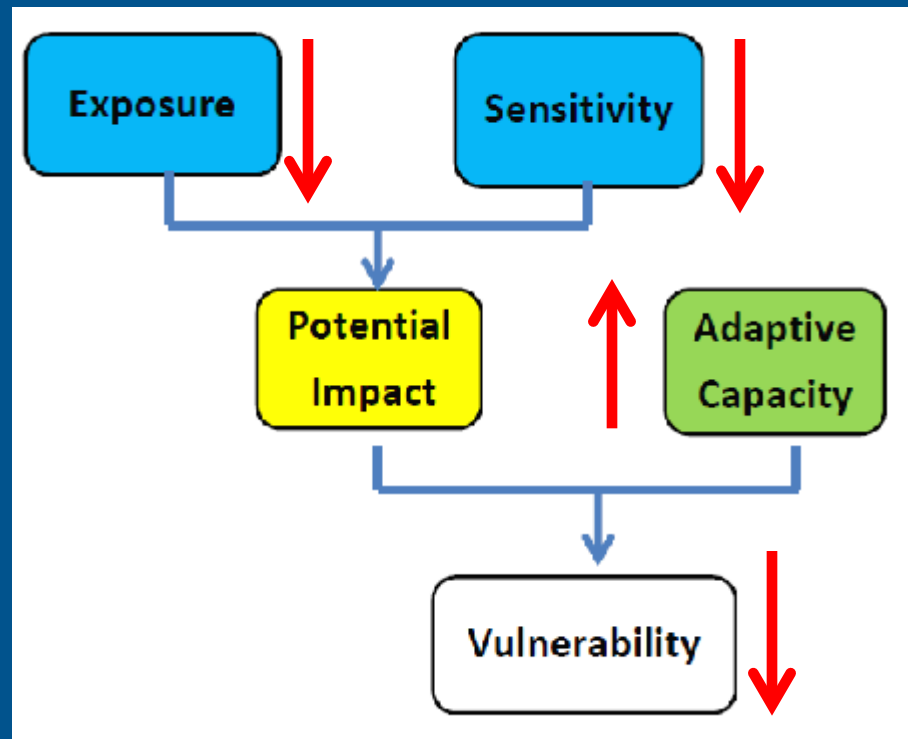 Exposure
Sensitivity
Potential
Impact
Adaptive
Capacity
Vulnerability